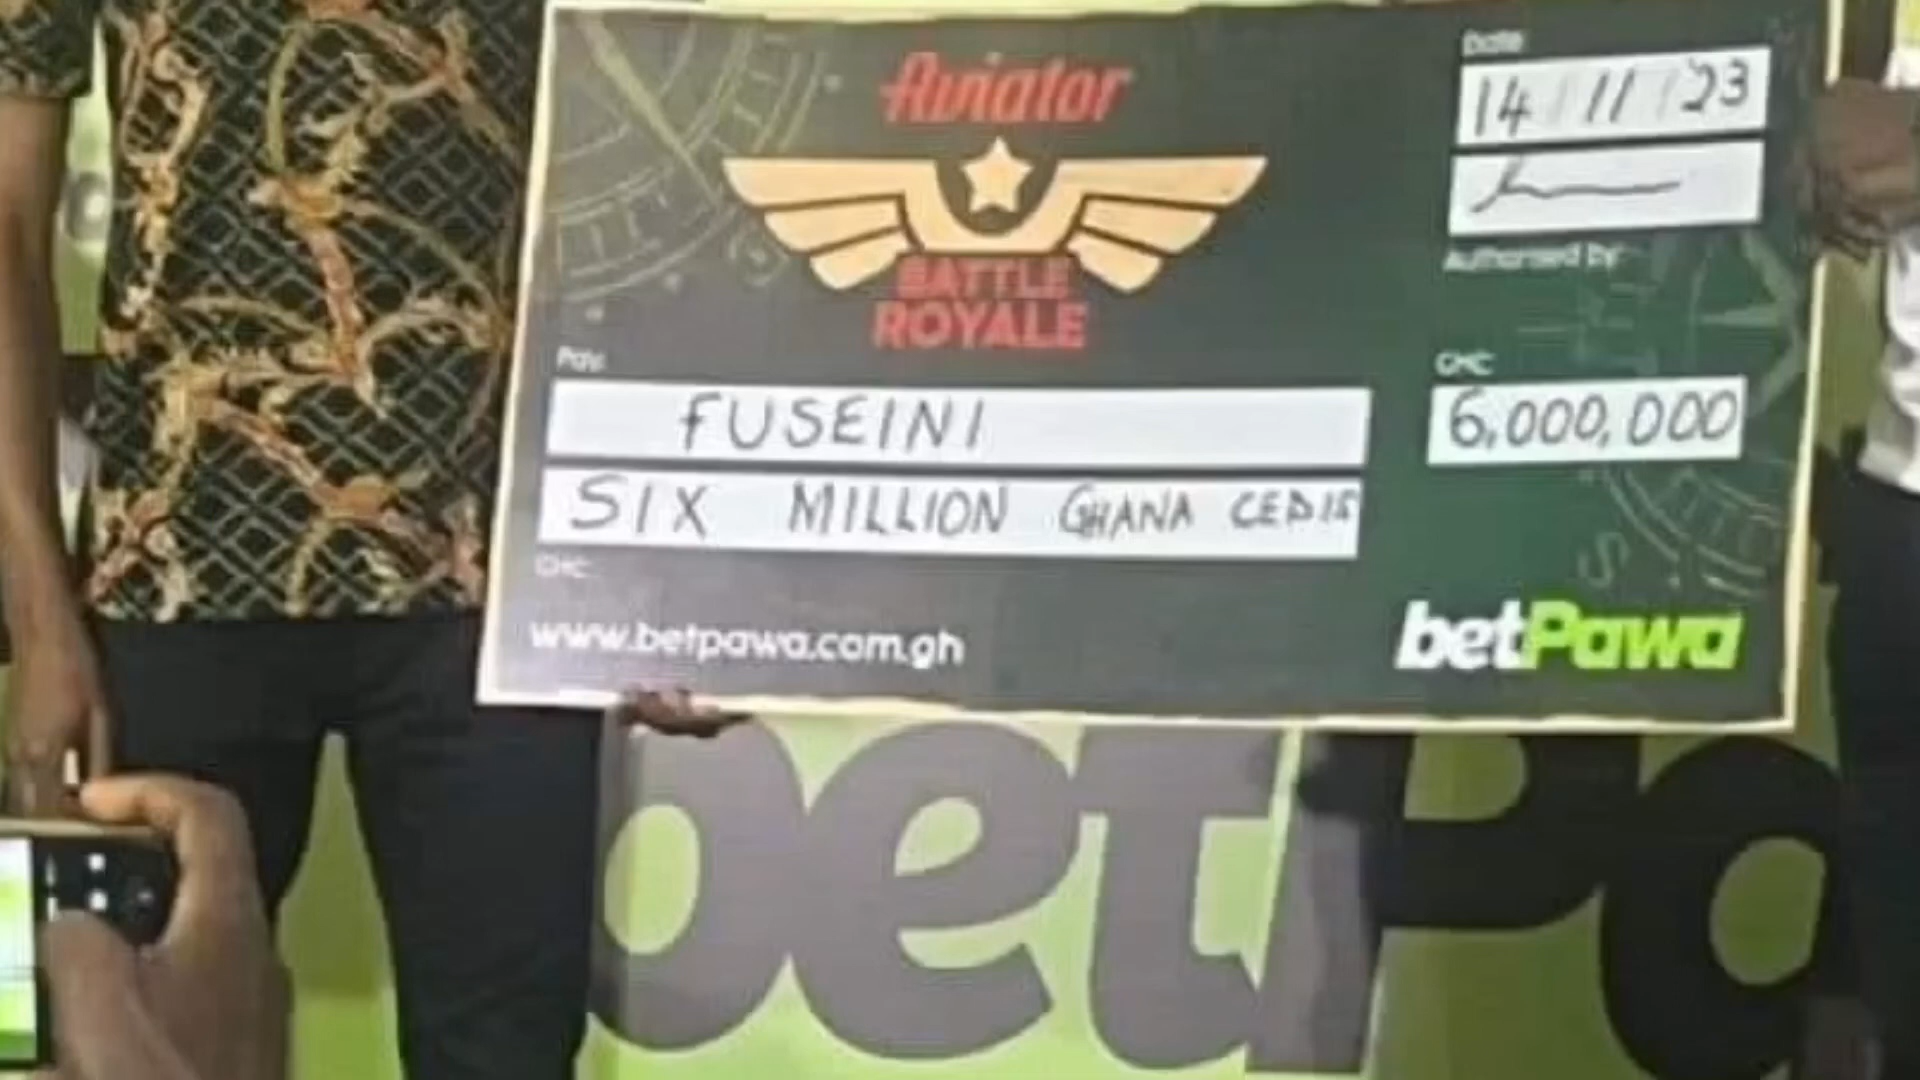 Aviator
BATTLE
ROYALE
Date:
14 / 11 / 23
Authorised by:
Pay:
FUSEINI
GHC:
6,000,000
SIX MILLION GHANA CEDIS
GHC:
www.betpawa.com.gh
betPawa
betPa